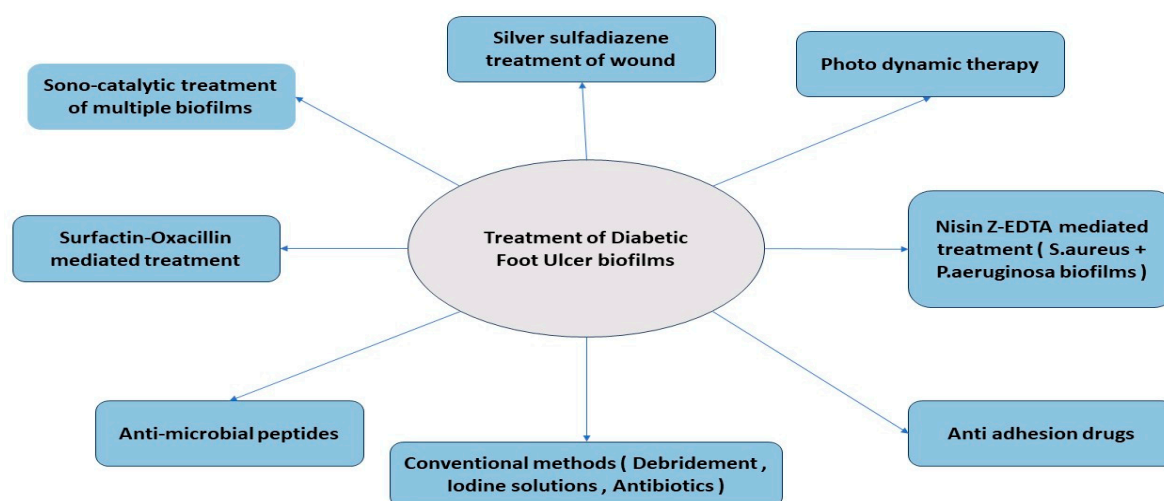 Silver sulfadiazene
treatment of wound
Photo dynamic therapy
Sono-catalytic treatment
of multiple biofilms
Surfactin-Oxacillin
mediated treatment
Treatment of Diabetic
Foot Ulcer biofilms
Nisin Z-EDTA mediated
treatment ( S.aureus +
P.aeruginosa biofilms )
Anti-microbial peptides
Conventional methods ( Debridement ,
Iodine solutions , Antibiotics )
Anti adhesion drugs